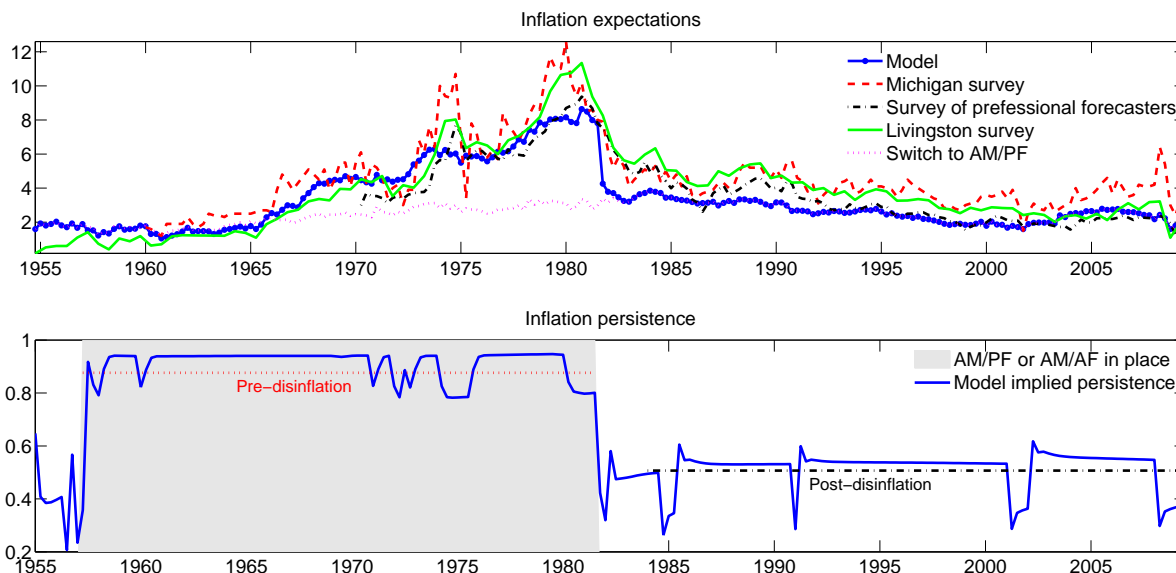 Inflation expectations
12
10
8
6
4
2
Model
Michigan survey
Survey of prefessional forecasters
Livingston survey
Switch to AM/PF
1955 1960 1965 1970 1975 1980 1985 1990 1995 2000 2005
Inflation persistence
1
0.8
0.6
0.4
0.2
AM/PF or AM/AF in place
Model implied persistence
Pre−disinflation
Post−disinflation
1955 1960 1965 1970 1975 1980 1985 1990 1995 2000 2005